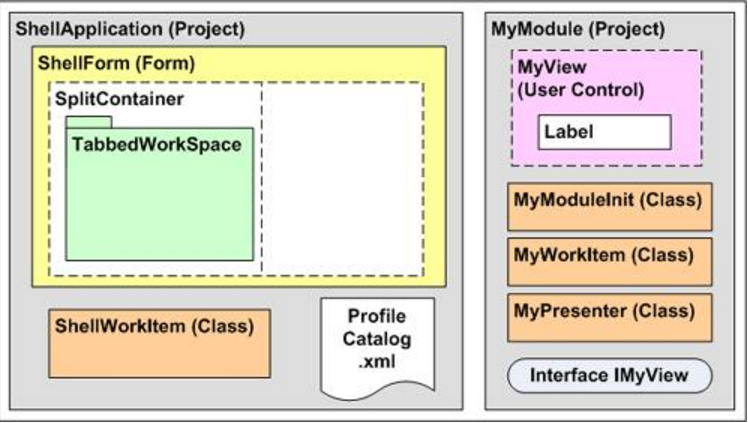 ShellApplication (Project)
ShellForm (Form)
SplitContainer
TabbedWorkSpace
ShellWorkItem (Class)
Profile
Catalog
.xml
MyModule (Project)
MyView
(User Control)
Label
MyModuleInit (Class)
MyWorkItem (Class)
MyPresenter (Class)
Interface IMyView